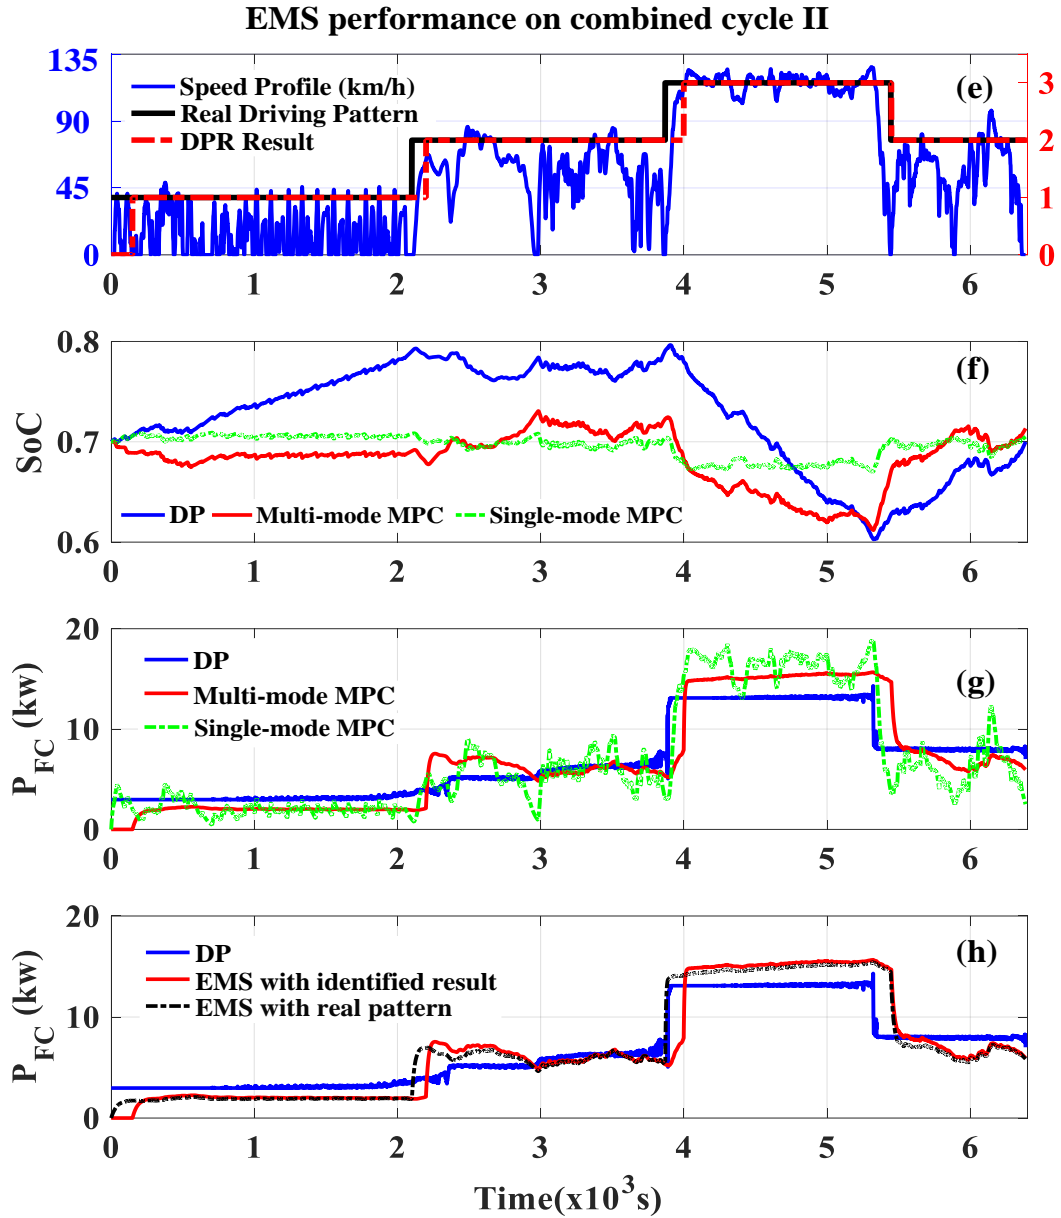 EMS performance on combined cycle II
135
90
45
0
3
2
1
0
Speed Profile (km/h)
Real Driving Pattern
DPR Result
(e)
0 1 2 3 4 5 6
SoC
0.8
0.7
0.6
(f)
DP Multi-mode MPC Single-mode MPC
0 1 2 3 4 5 6
P_FC (kw)
20
10
0
DP
Multi-mode MPC
Single-mode MPC
(g)
0 1 2 3 4 5 6
P_FC (kw)
20
10
0
DP
EMS with identified result
EMS with real pattern
(h)
0 1 2 3 4 5 6
Time(x10³s)